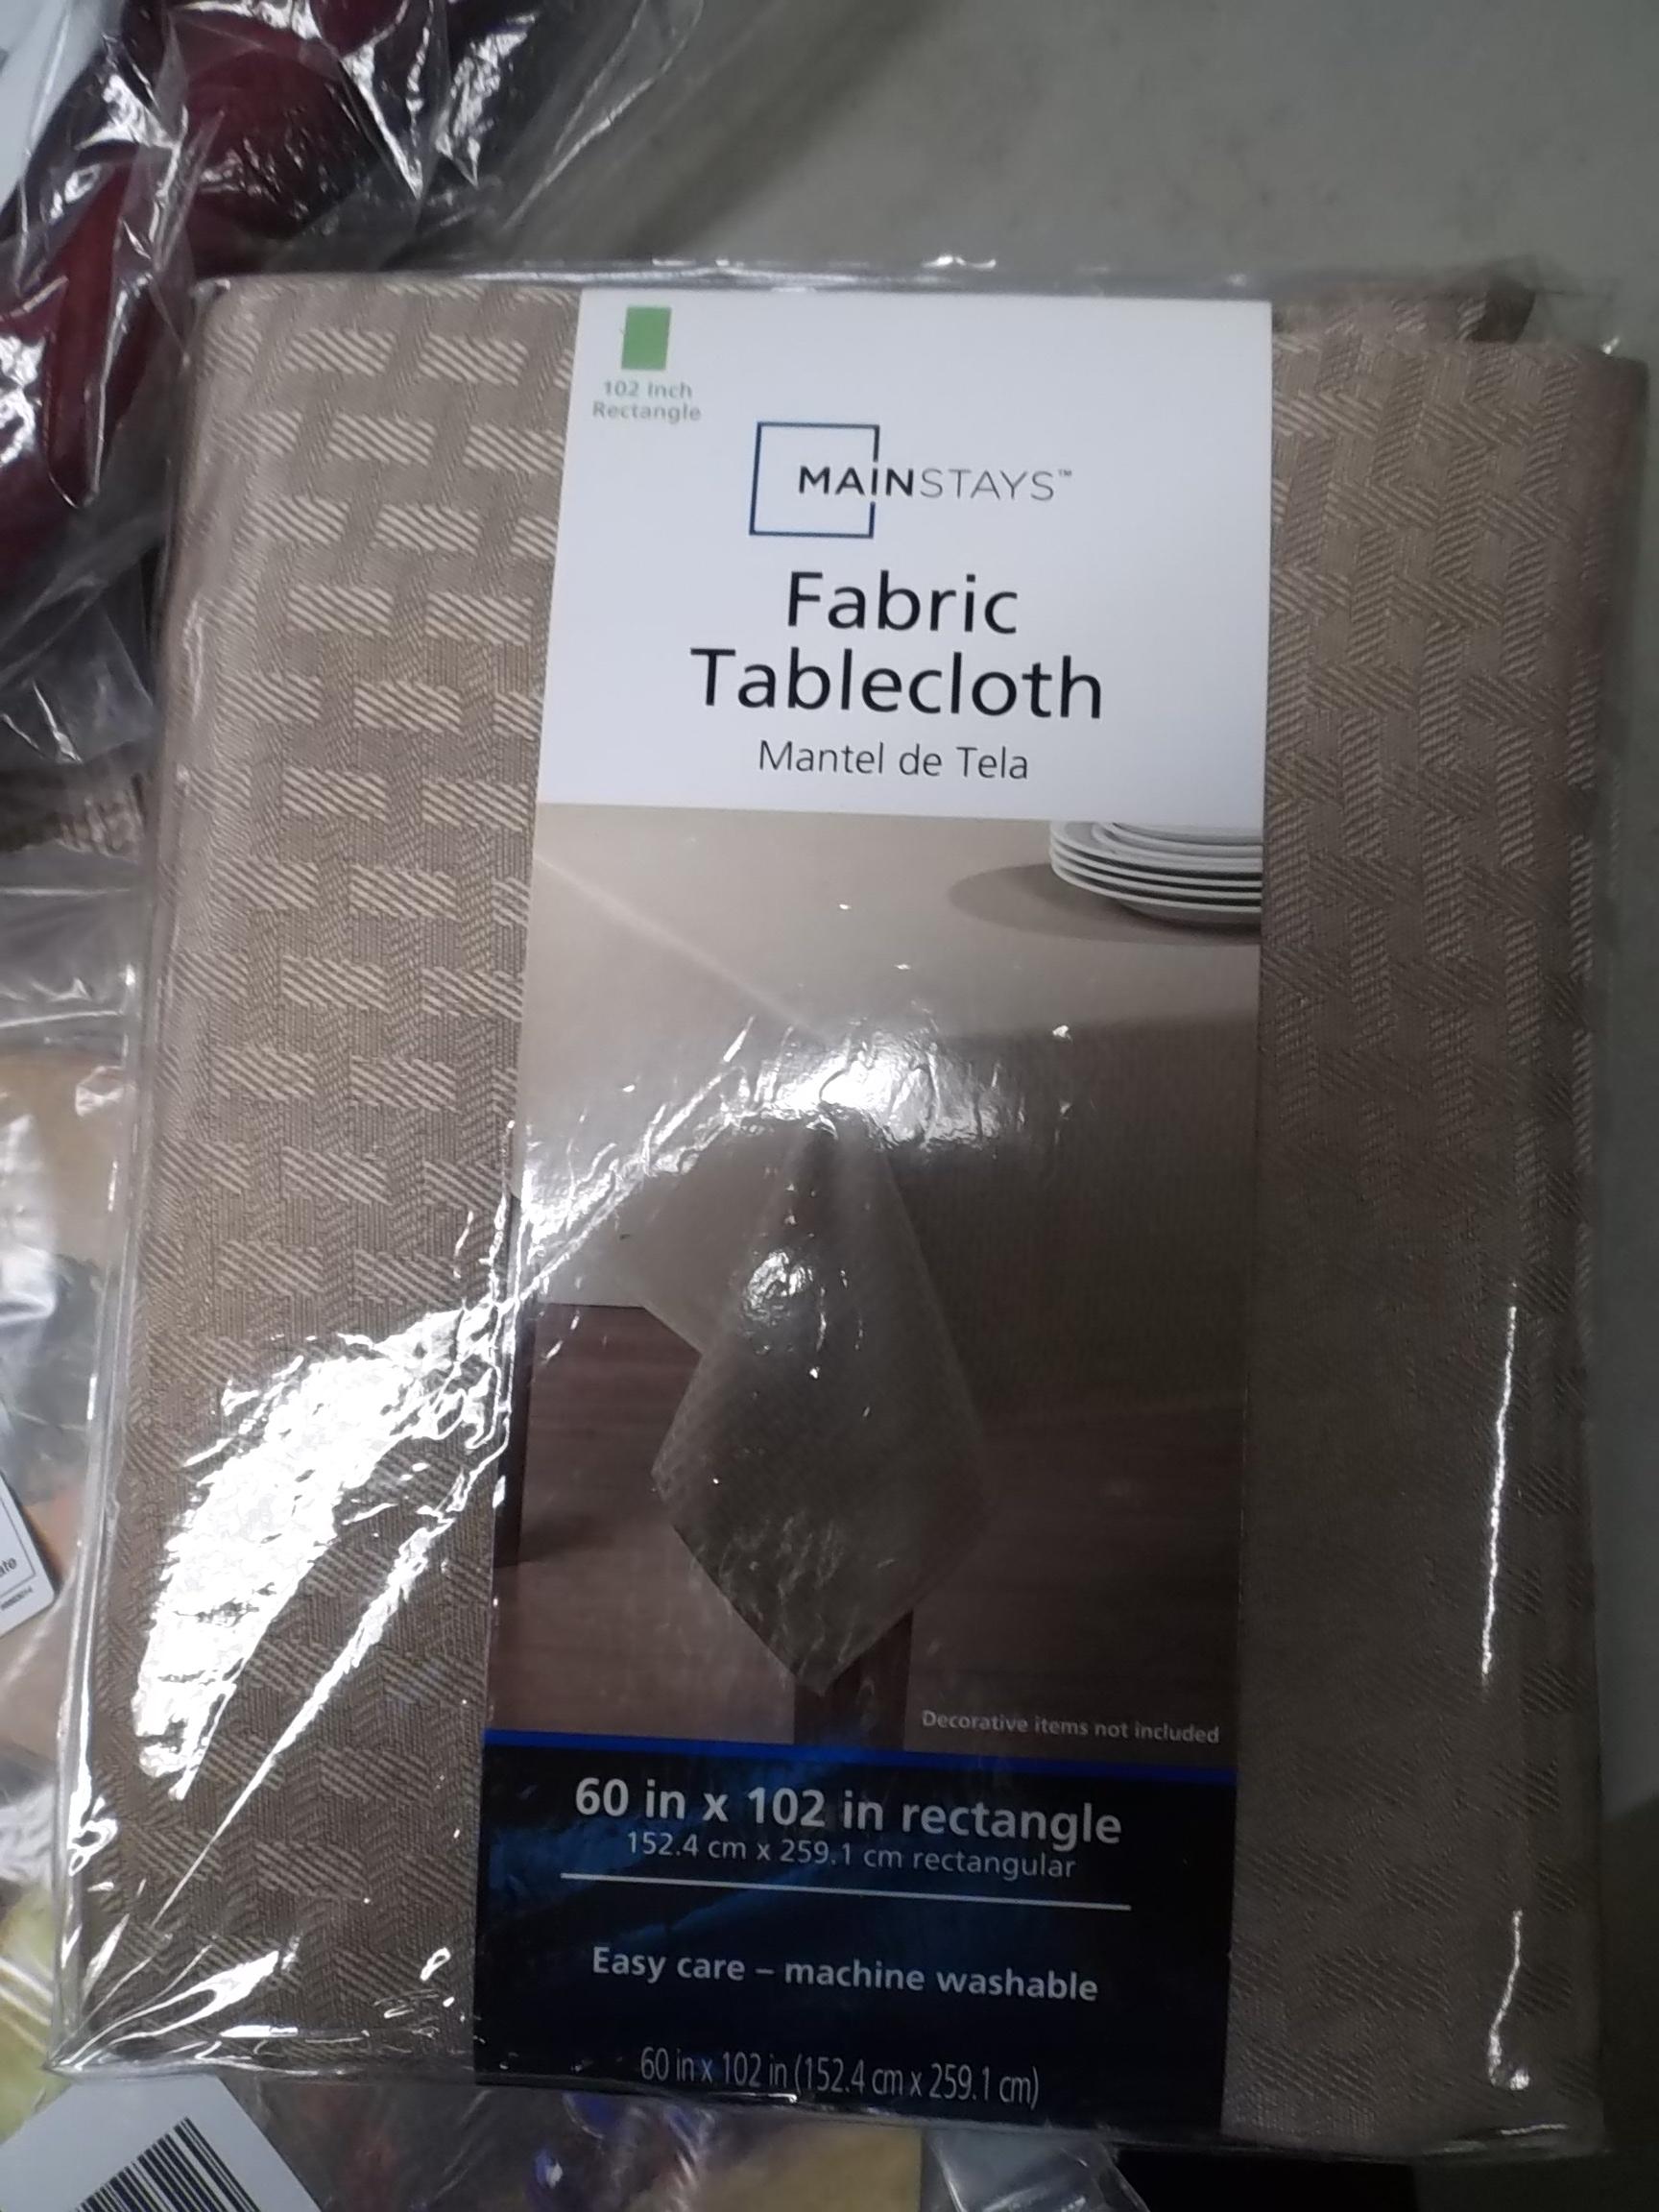 102 Inch
Rectangle
MAINSTAYS™
Fabric
Tablecloth
Mantel de Tela
Decorative items not included
60 in x 102 in rectangle
152.4 cm x 259.1 cm rectangular
Easy care – machine washable
60 in x 102 in (152.4 cm x 259.1 cm)